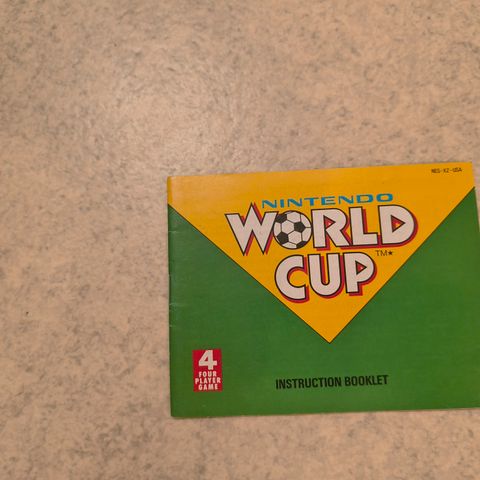 NES-XZ-USA
NINTENDO
WORLD
CUP TM★
4
FOUR
PLAYER
GAME
INSTRUCTION BOOKLET